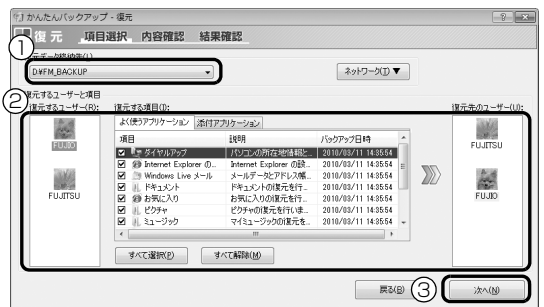 かんたんバックアップ - 復元
復元 項目選択 内容確認 結果確認
①
元データ格納先(L)
D:¥FM_BACKUP
ネットワーク(T) ▼
復元するユーザーと項目
②
復元するユーザー(R): 復元する項目(I): 復元先のユーザー(U):
よく使うアプリケーション 添付アプリケーション
項目 説明 バックアップ日時
ダイヤルアップ パソコンの所在地情報と... 2010/03/11 14:35:54
Internet Explorer の... Internet Explorer の設... 2010/03/11 14:35:54
Windows Live メール メールデータとアドレス帳... 2010/03/11 14:35:54
ドキュメント ドキュメントの復元を行... 2010/03/11 14:35:54
お気に入り お気に入りの復元を行... 2010/03/11 14:35:54
ピクチャ ピクチャの復元を行いま... 2010/03/11 14:35:54
ミュージック マイミュージックの復元を... 2010/03/11 14:35:54
FUJIO
FUJITSU
FUJITSU
FUJIO
すべて選択(P) すべて解除(M)
戻る(B) ③ 次へ(N)